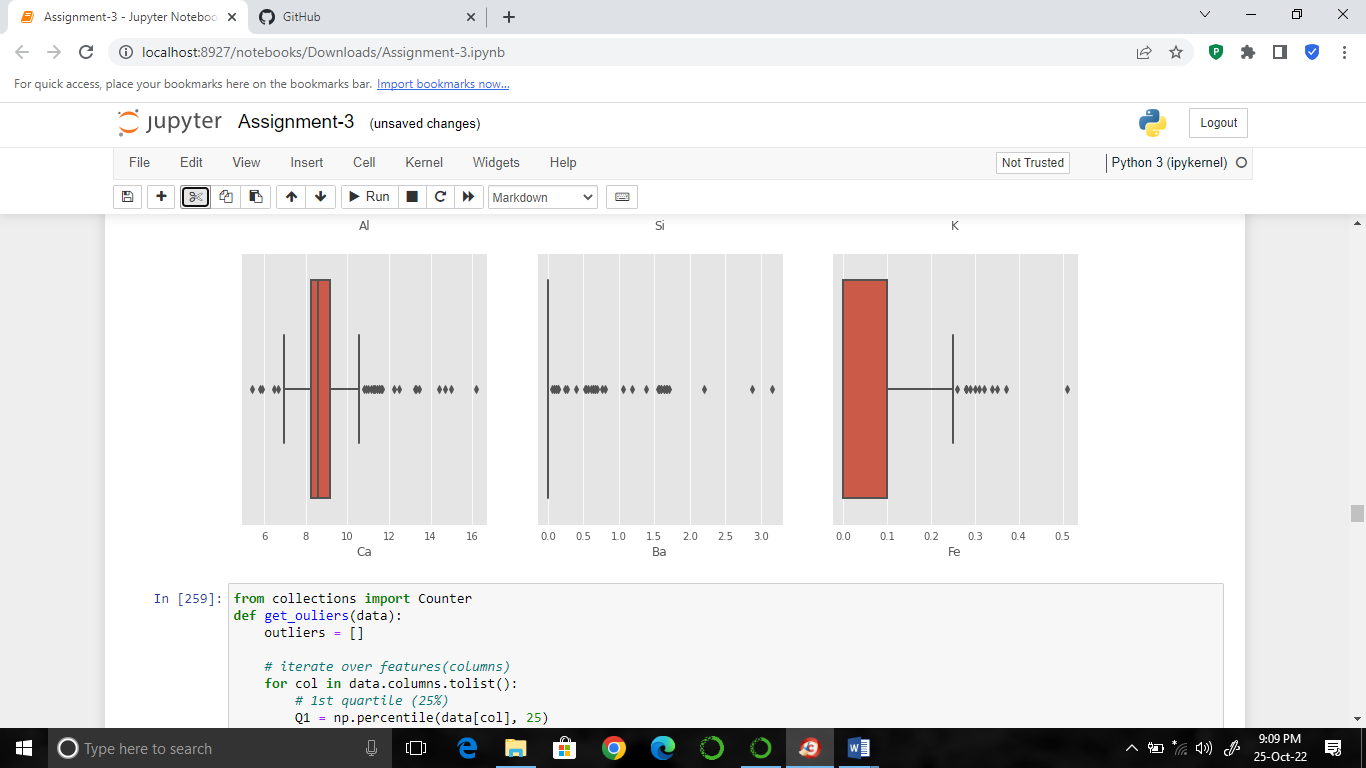 Assignment-3 - Jupyter Noteboo
GitHub
localhost:8927/notebooks/Downloads/Assignment-3.ipynb
For quick access, place your bookmarks here on the bookmarks bar. Import bookmarks now...
jupyter Assignment-3 (unsaved changes)
Logout
File Edit View Insert Cell Kernel Widgets Help
Not Trusted
Python 3 (ipykernel)
Run
Markdown
Al Si K
6 8 10 12 14 16
Ca
0.0 0.5 1.0 1.5 2.0 2.5 3.0
Ba
0.0 0.1 0.2 0.3 0.4 0.5
Fe
In [259]:
from collections import Counter
def get_ouliers(data):
    outliers = []
    # iterate over features(columns)
    for col in data.columns.tolist():
        # 1st quartile (25%)
        Q1 = np.percentile(data[col], 25)
Type here to search
9:09 PM
25-Oct-22